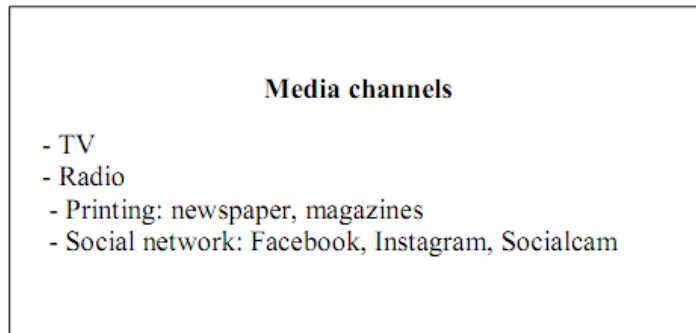 Media channels
- TV
- Radio
- Printing: newspaper, magazines
- Social network: Facebook, Instagram, Socialcam